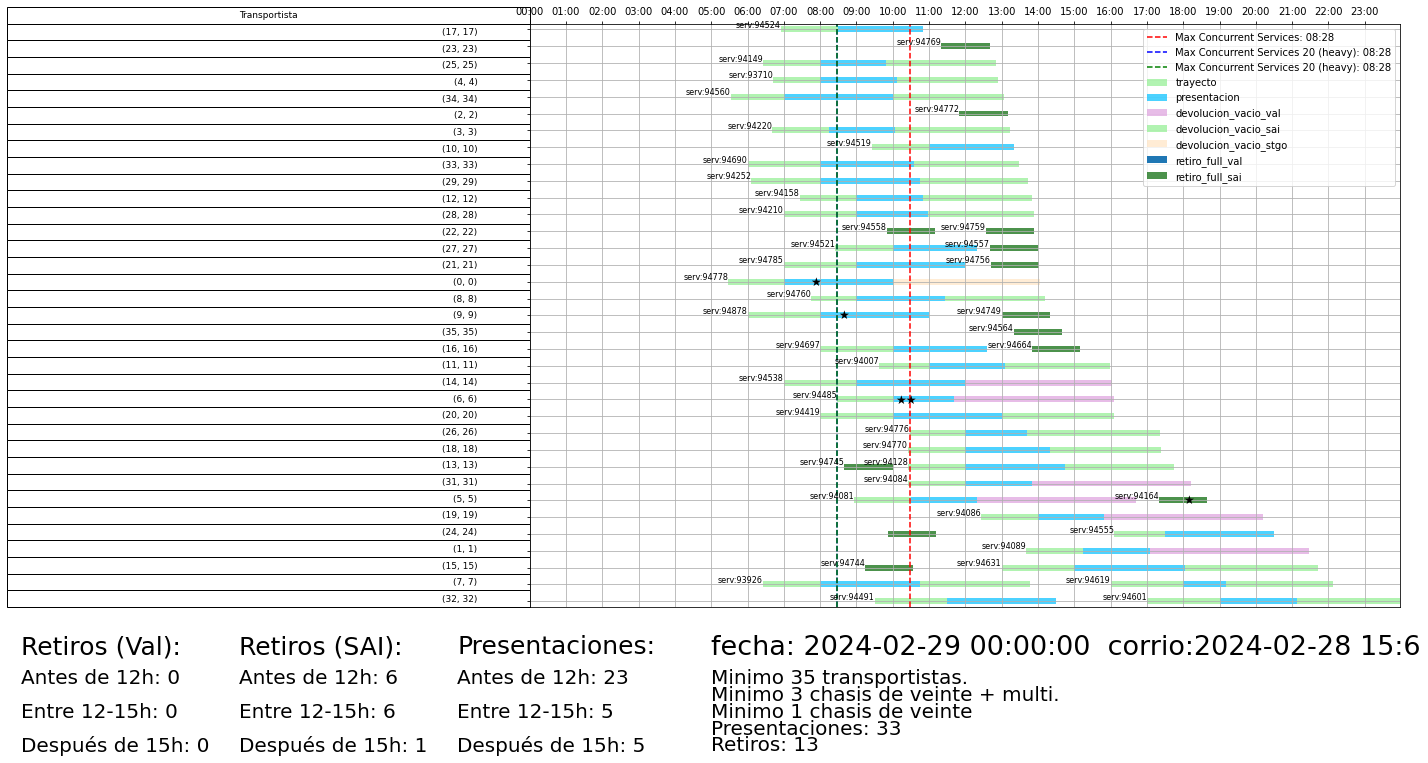 Transportista
00:00 01:00 02:00 03:00 04:00 05:00 06:00 07:00 08:00 09:00 10:00 11:00 12:00 13:00 14:00 15:00 16:00 17:00 18:00 19:00 20:00 21:00 22:00 23:00
(17, 17) serv:94524
(23, 23) serv:94769
(25, 25) serv:94149
(4, 4) serv:93710
(34, 34) serv:94560
(2, 2) serv:94772
(3, 3) serv:94220
(10, 10) serv:94519
(33, 33) serv:94690
(29, 29) serv:94252
(12, 12) serv:94158
(28, 28) serv:94210
(22, 22) serv:94558 serv:94759
(27, 27) serv:94521 serv:94557
(21, 21) serv:94785 serv:94756
(0, 0) serv:94778
(8, 8) serv:94760
(9, 9) serv:94878 serv:94749
(35, 35) serv:94564
(16, 16) serv:94697 serv:94664
(11, 11) serv:94007
(14, 14) serv:94538
(6, 6) serv:94485
(20, 20) serv:94419
(26, 26) serv:94776
(18, 18) serv:94770
(13, 13) serv:94745 serv:94128
(31, 31) serv:94084
(5, 5) serv:94081 serv:94164
(19, 19) serv:94086
(24, 24) serv:94555
(1, 1) serv:94089
(15, 15) serv:94744 serv:94631
(7, 7) serv:93926 serv:94619
(32, 32) serv:94491 serv:94601
Max Concurrent Services: 08:28
Max Concurrent Services 20 (heavy): 08:28
Max Concurrent Services 20 (heavy): 08:28
trayecto
presentacion
devolucion_vacio_val
devolucion_vacio_sai
devolucion_vacio_stgo
retiro_full_val
retiro_full_sai
Retiros (Val):
Antes de 12h: 0
Entre 12-15h: 0
Después de 15h: 0
Retiros (SAI):
Antes de 12h: 6
Entre 12-15h: 6
Después de 15h: 1
Presentaciones:
Antes de 12h: 23
Entre 12-15h: 5
Después de 15h: 5
fecha: 2024-02-29 00:00:00 corrio:2024-02-28 15:6
Minimo 35 transportistas.
Minimo 3 chasis de veinte + multi.
Minimo 1 chasis de veinte
Presentaciones: 33
Retiros: 13